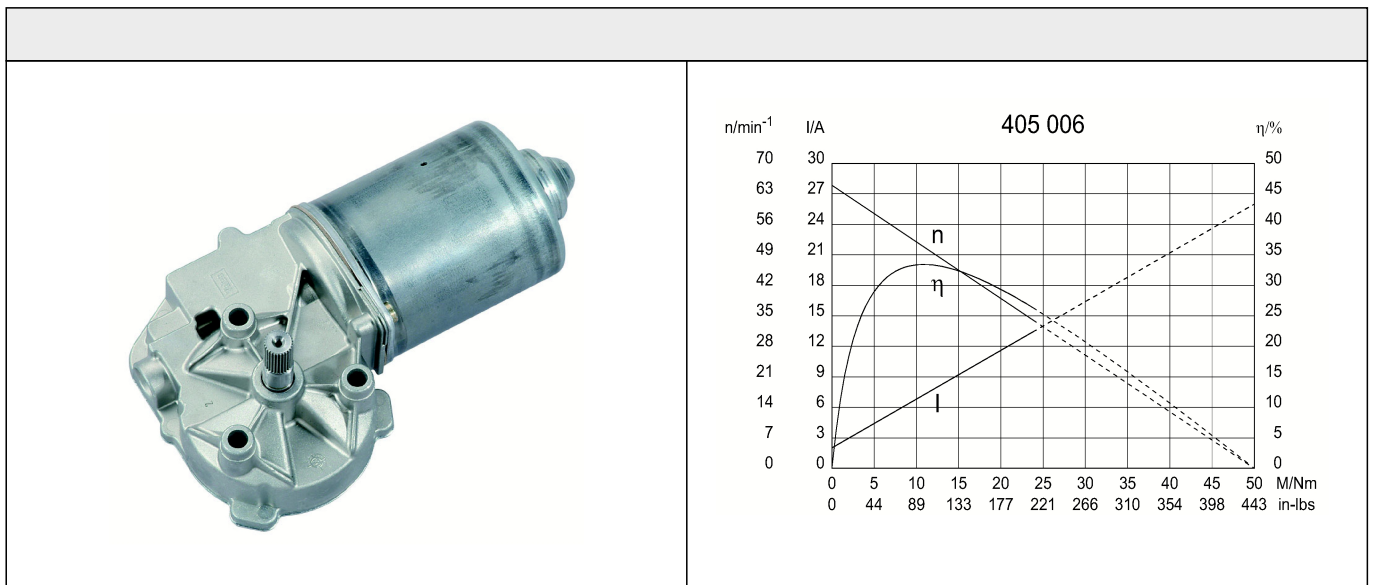 n/min⁻¹ I/A 405 006 η/%
70 30 50
63 27 45
56 24 40
n
49 21 35
42 18 η 30
35 15 25
28 12 20
21 9 15
14 6 I 10
7 3 5
0 0 0
0 5 10 15 20 25 30 35 40 45 50 M/Nm
0 44 89 133 177 221 266 310 354 398 443 in-lbs